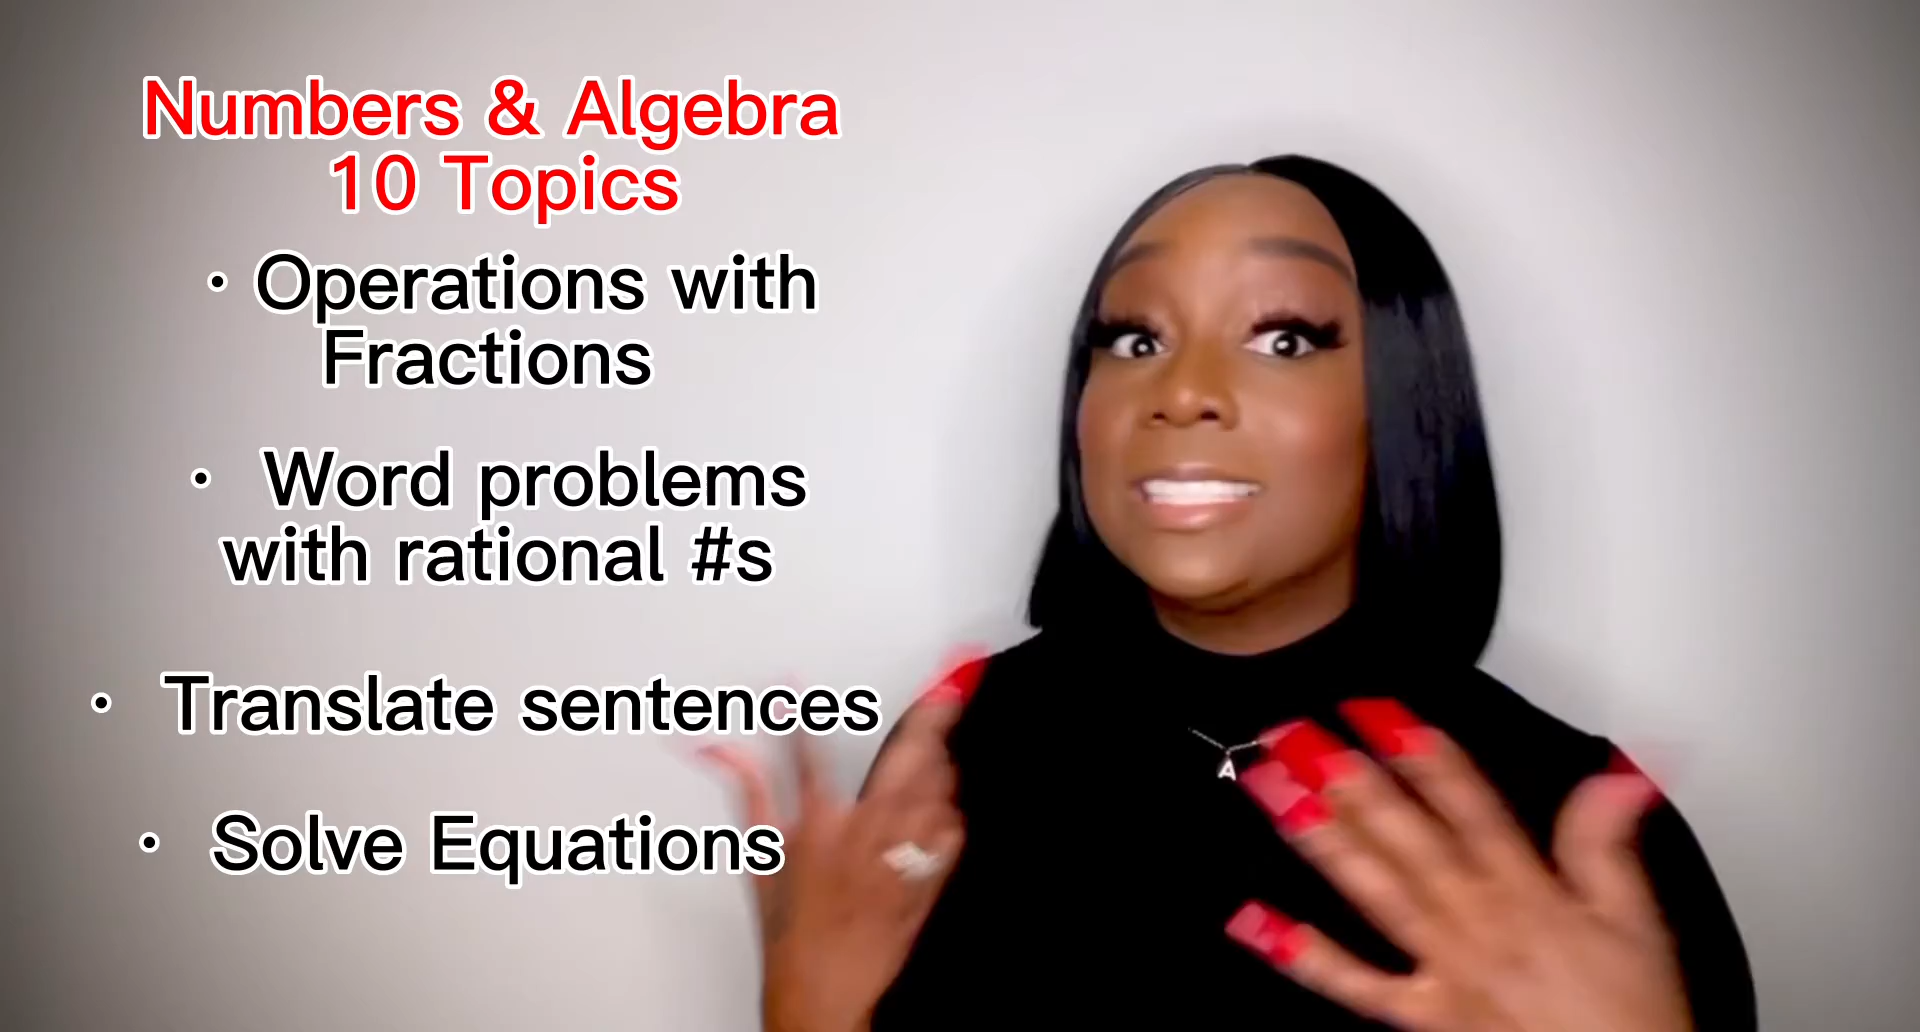 Numbers & Algebra
10 Topics
• Operations with
Fractions
• Word problems
with rational #s
• Translate sentences
• Solve Equations
A